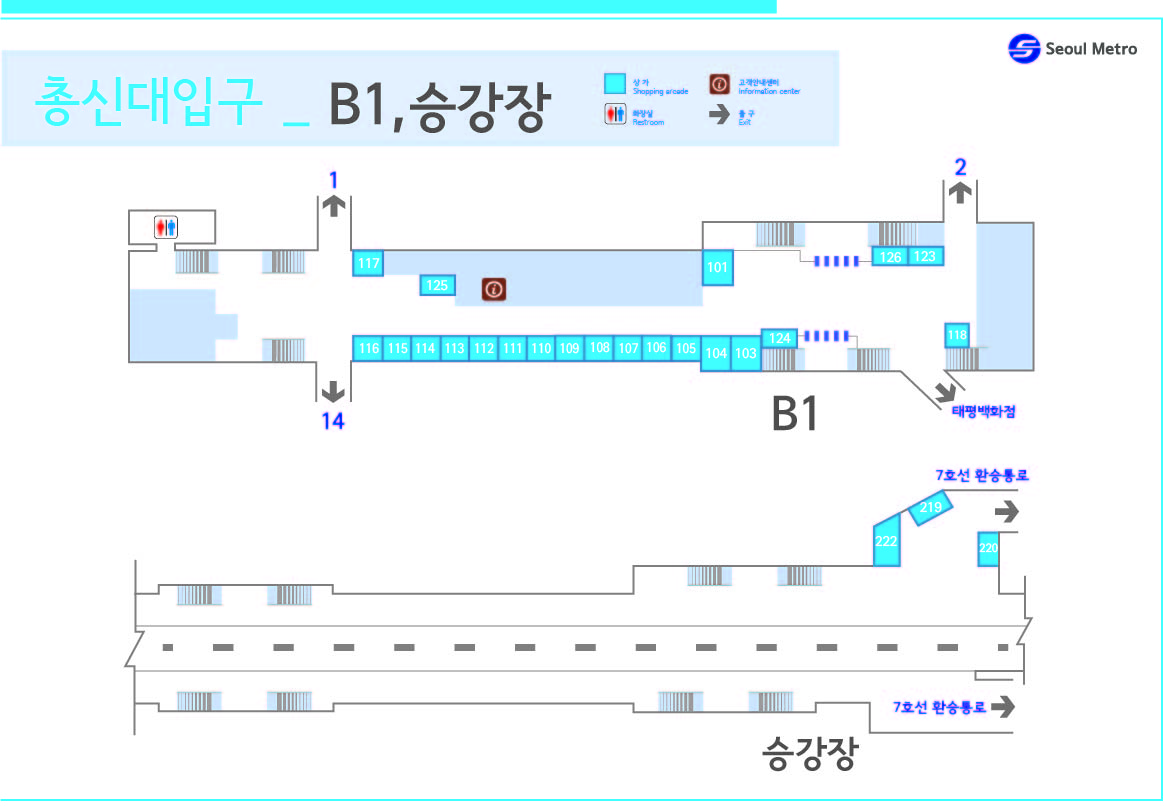 Seoul Metro
총신대입구 _ B1,승강장
상 가
Shopping arcade
고객안내센터
Information center
화장실
Restroom
출 구
Exit
1
2
117
125
101
126 123
116 115 114 113 112 111 110 109 108 107 106 105 104 103
124
118
14
B1
태평백화점
7호선 환승통로
219
222
220
7호선 환승통로
승강장